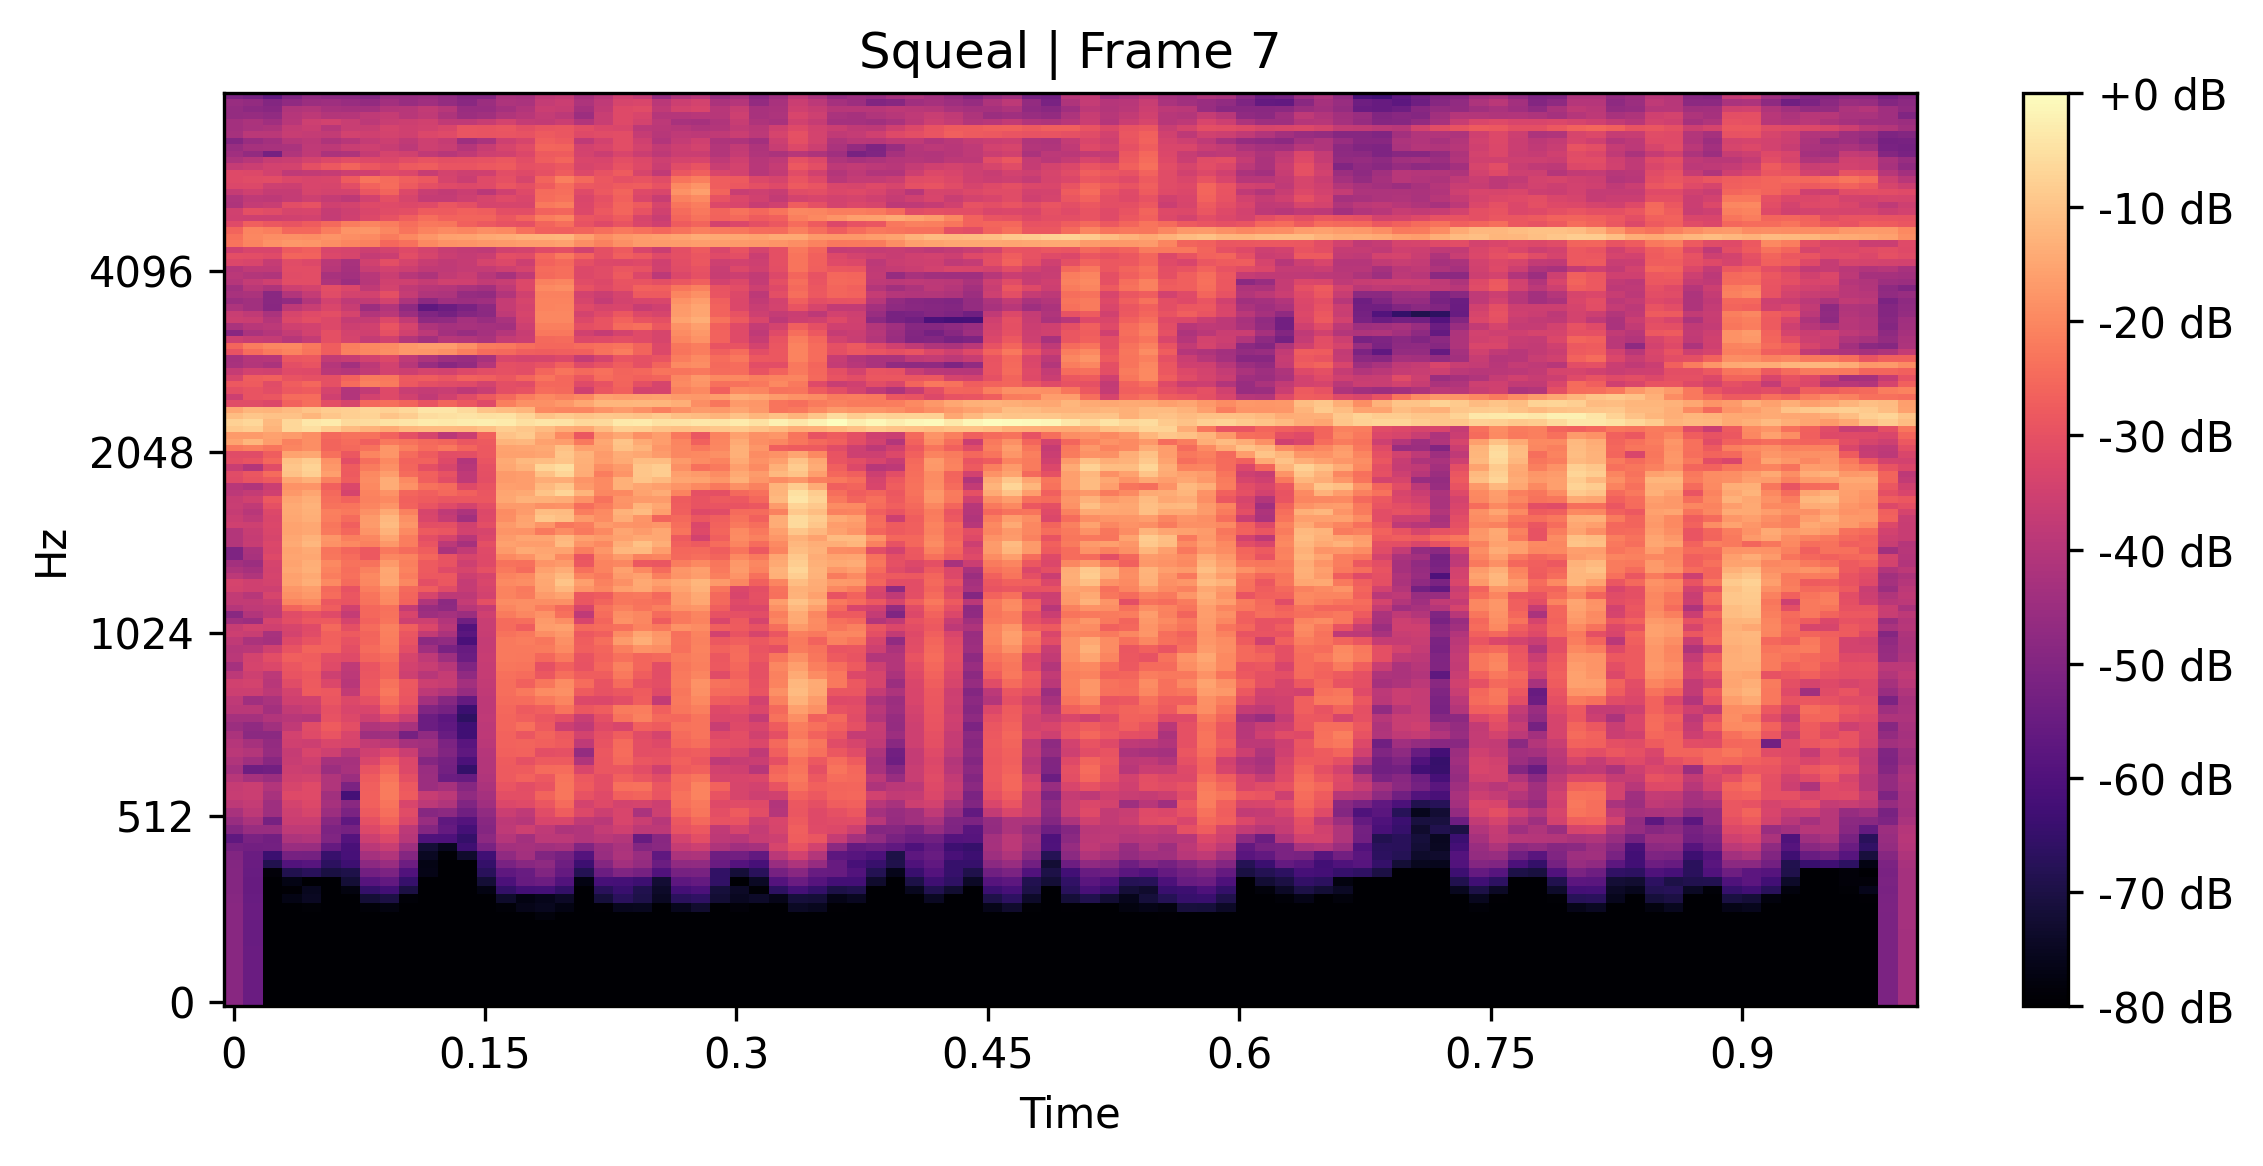 Squeal | Frame 7
+0 dB
-10 dB
-20 dB
-30 dB
-40 dB
-50 dB
-60 dB
-70 dB
-80 dB
Hz
4096
2048
1024
512
0
0 0.15 0.3 0.45 0.6 0.75 0.9
Time